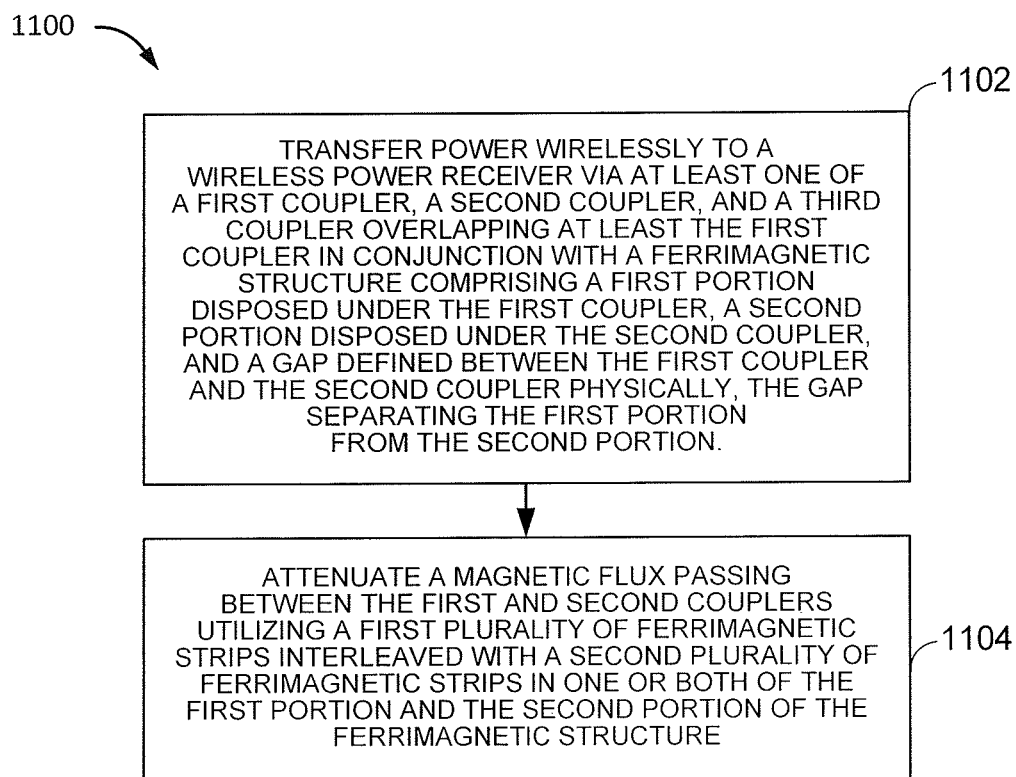 1100
1102
TRANSFER POWER WIRELESSLY TO A
WIRELESS POWER RECEIVER VIA AT LEAST ONE OF
A FIRST COUPLER, A SECOND COUPLER, AND A THIRD
COUPLER OVERLAPPING AT LEAST THE FIRST
COUPLER IN CONJUNCTION WITH A FERRIMAGNETIC
STRUCTURE COMPRISING A FIRST PORTION
DISPOSED UNDER THE FIRST COUPLER, A SECOND
PORTION DISPOSED UNDER THE SECOND COUPLER,
AND A GAP DEFINED BETWEEN THE FIRST COUPLER
AND THE SECOND COUPLER PHYSICALLY, THE GAP
SEPARATING THE FIRST PORTION
FROM THE SECOND PORTION.
ATTENUATE A MAGNETIC FLUX PASSING
BETWEEN THE FIRST AND SECOND COUPLERS
UTILIZING A FIRST PLURALITY OF FERRIMAGNETIC
STRIPS INTERLEAVED WITH A SECOND PLURALITY OF
FERRIMAGNETIC STRIPS IN ONE OR BOTH OF THE
FIRST PORTION AND THE SECOND PORTION OF THE
FERRIMAGNETIC STRUCTURE
1104